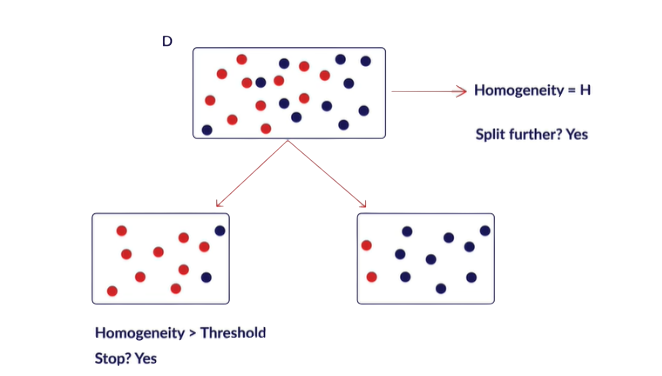 D
Homogeneity = H
Split further? Yes
Homogeneity > Threshold
Stop? Yes